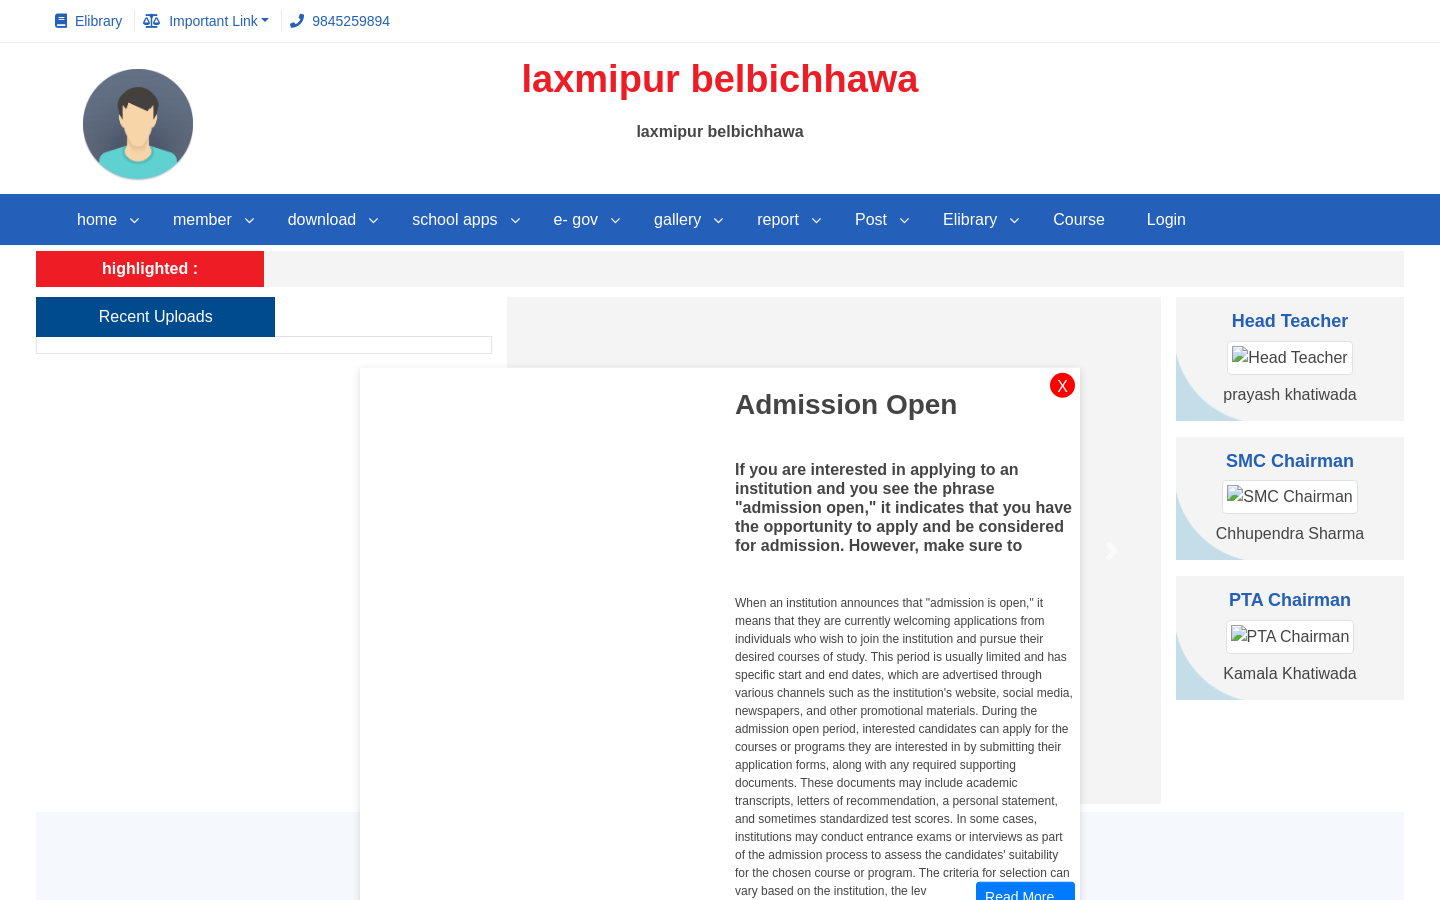 Elibrary
Important Link
9845259894
laxmipur belbichhawa
laxmipur belbichhawa
home
member
download
school apps
e- gov
gallery
report
Post
Elibrary
Course
Login
highlighted :
Recent Uploads
X
Admission Open
If you are interested in applying to an
institution and you see the phrase
"admission open," it indicates that you have
the opportunity to apply and be considered
for admission. However, make sure to
When an institution announces that "admission is open," it
means that they are currently welcoming applications from
individuals who wish to join the institution and pursue their
desired courses of study. This period is usually limited and has
specific start and end dates, which are advertised through
various channels such as the institution's website, social media,
newspapers, and other promotional materials. During the
admission open period, interested candidates can apply for the
courses or programs they are interested in by submitting their
application forms, along with any required supporting
documents. These documents may include academic
transcripts, letters of recommendation, a personal statement,
and sometimes standardized test scores. In some cases,
institutions may conduct entrance exams or interviews as part
of the admission process to assess the candidates' suitability
for the chosen course or program. The criteria for selection can
vary based on the institution, the lev
Read More
Head Teacher
Head Teacher
prayash khatiwada
SMC Chairman
SMC Chairman
Chhupendra Sharma
PTA Chairman
PTA Chairman
Kamala Khatiwada